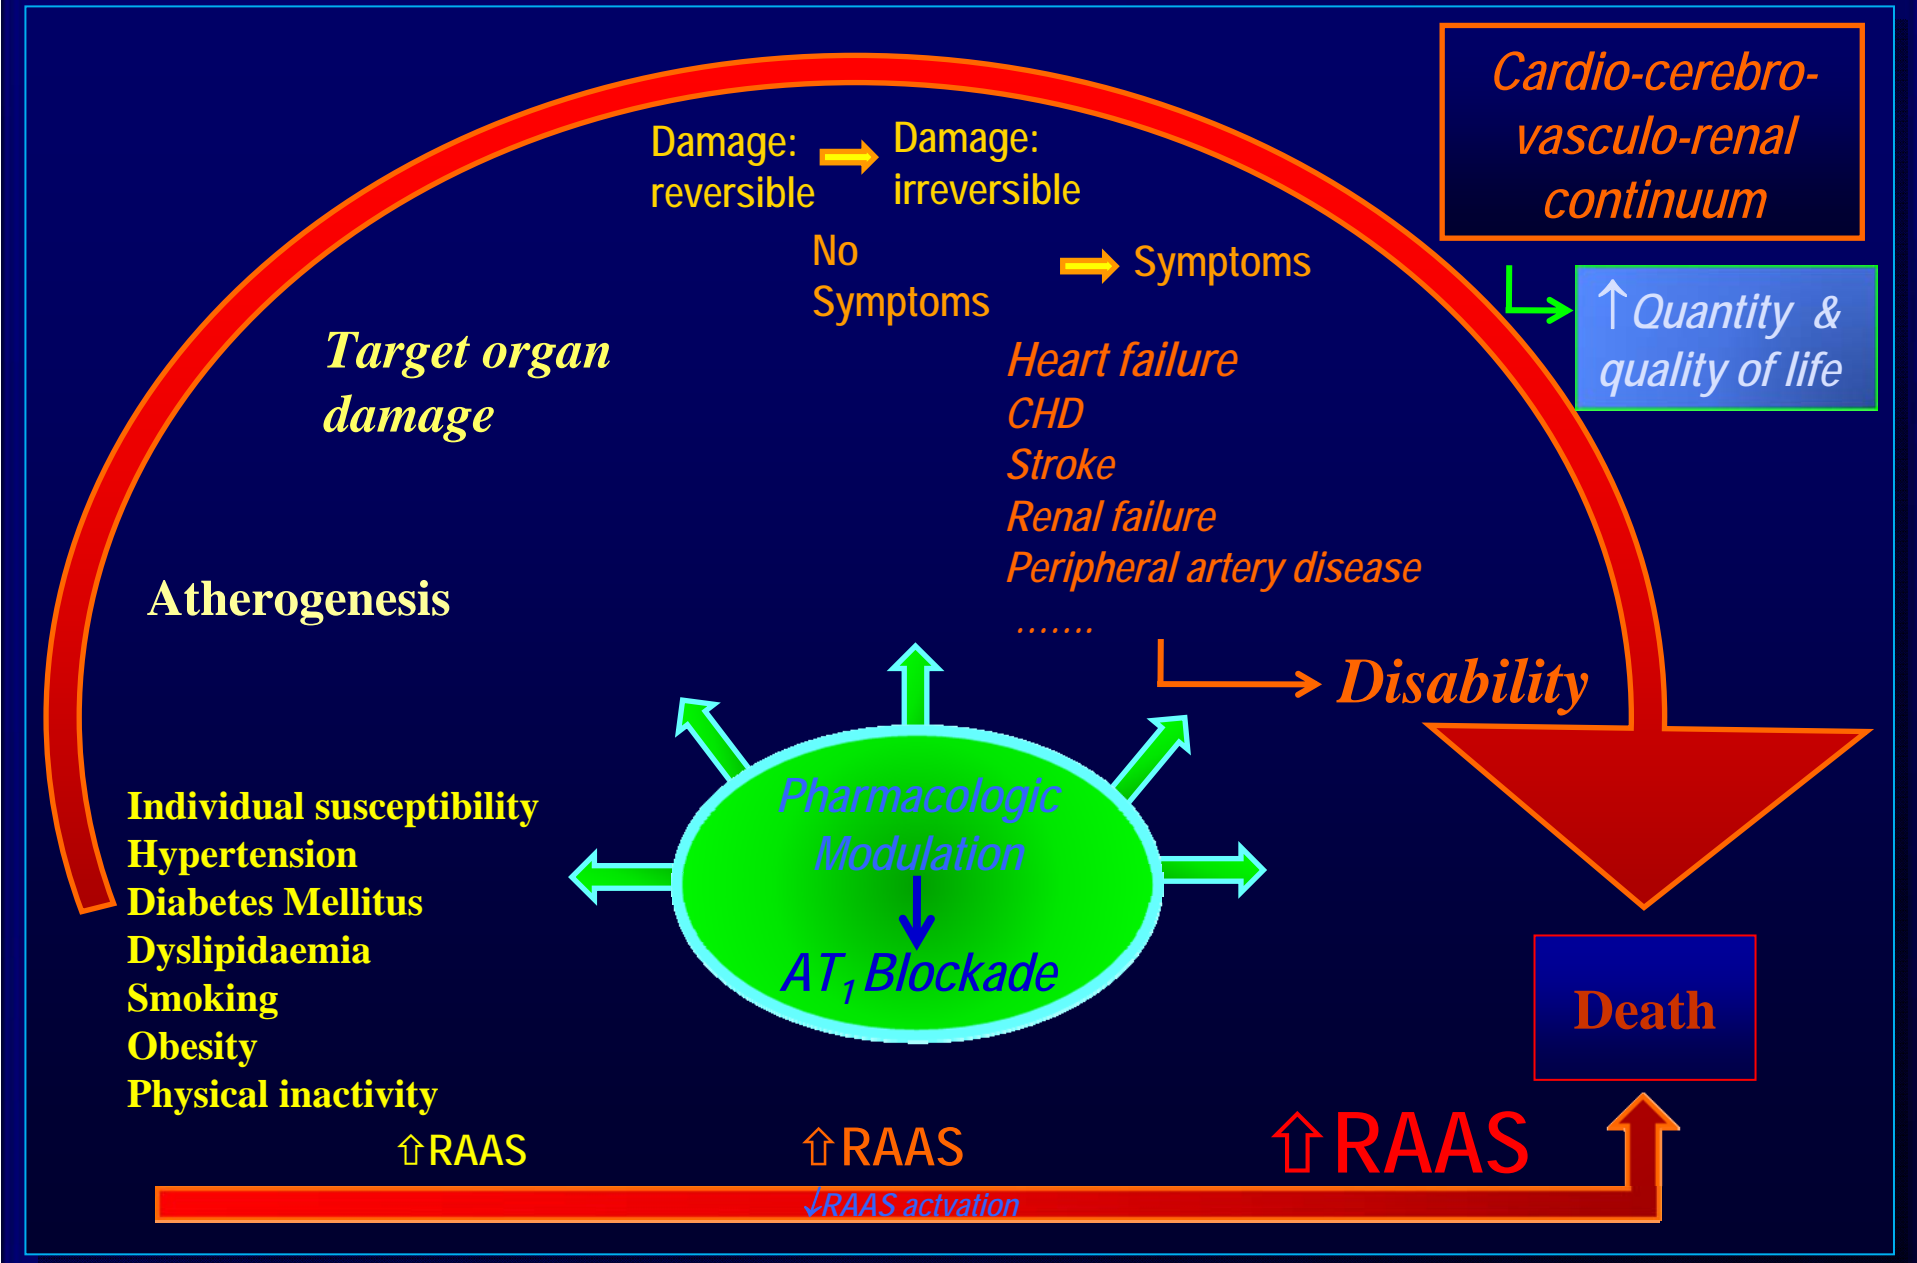 Cardio-cerebro-
vasculo-renal
continuum
↑Quantity &
quality of life
Damage:
reversible
Damage:
irreversible
No
Symptoms
Symptoms
Target organ
damage
Heart failure
CHD
Stroke
Renal failure
Peripheral artery disease
.......
Disability
Atherogenesis
Individual susceptibility
Hypertension
Diabetes Mellitus
Dyslipidaemia
Smoking
Obesity
Physical inactivity
Pharmacologic
Modulation
AT1 Blockade
Death
⇧RAAS
⇧RAAS
⇧RAAS
↓RAAS actvation